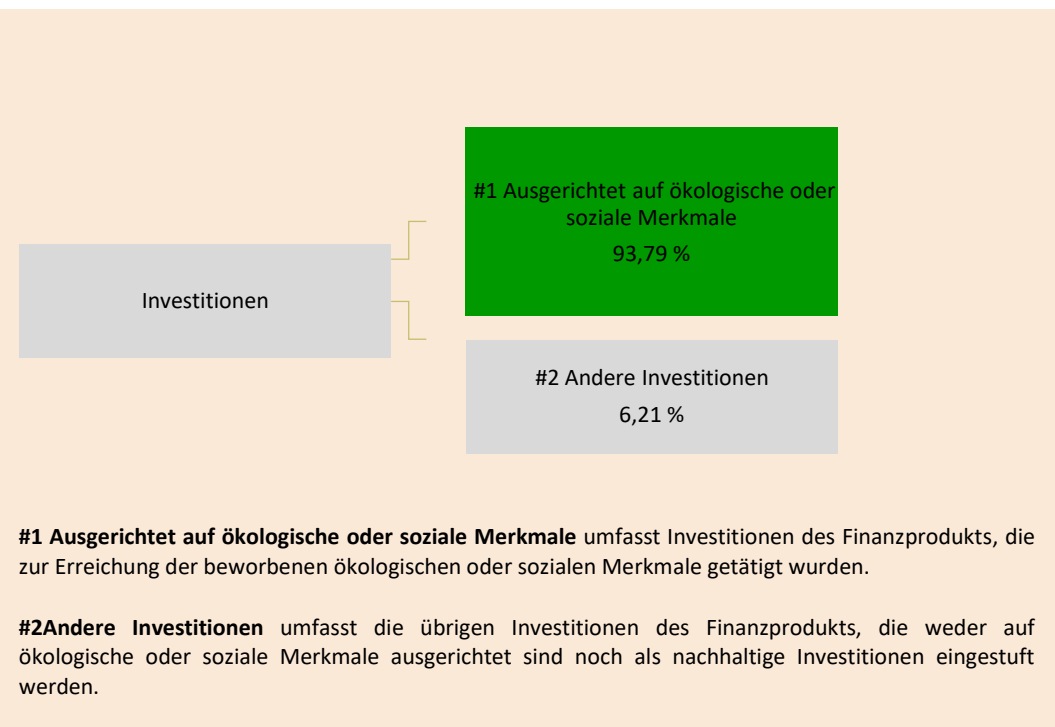 #1 Ausgerichtet auf ökologische oder
soziale Merkmale
93,79 %
Investitionen
#2 Andere Investitionen
6,21 %
#1 Ausgerichtet auf ökologische oder soziale Merkmale umfasst Investitionen des Finanzprodukts, die
zur Erreichung der beworbenen ökologischen oder sozialen Merkmale getätigt wurden.
#2Andere Investitionen umfasst die übrigen Investitionen des Finanzprodukts, die weder auf
ökologische oder soziale Merkmale ausgerichtet sind noch als nachhaltige Investitionen eingestuft
werden.